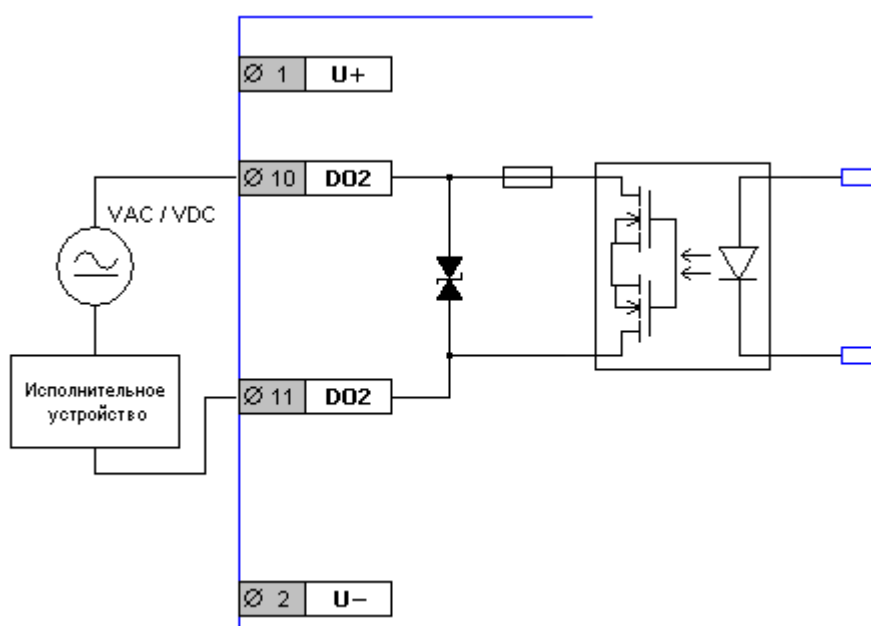 Ø 1 U+
Ø 10 DO2
VAC / VDC
Исполнительное
устройство
Ø 11 DO2
Ø 2 U–